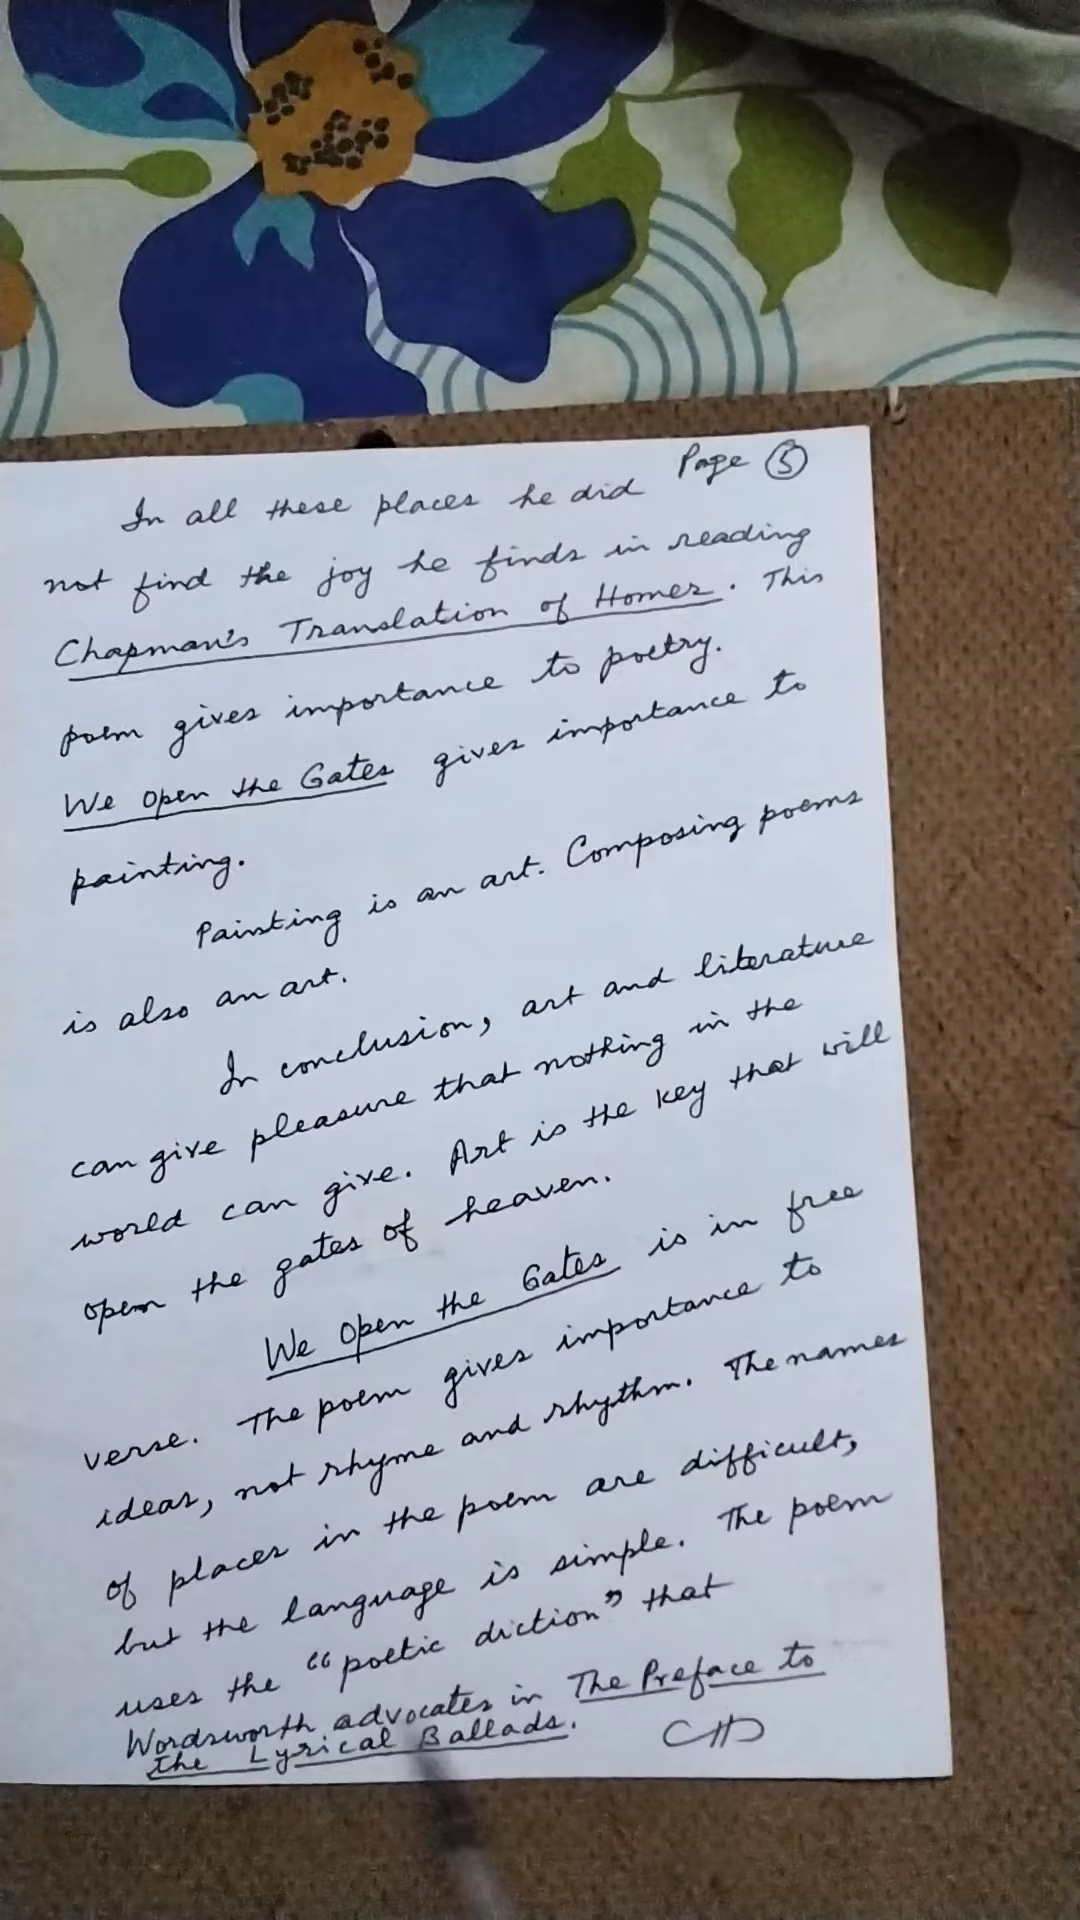 Page 5
In all these places he did
not find the joy he finds in reading
Chapman's Translation of Homer. This
poem gives importance to poetry.
We Open the Gates gives importance to
painting.
Painting is an art. Composing poems
is also an art.
In conclusion, art and literature
can give pleasure that nothing in the
world can give. Art is the key that will
open the gates of heaven.
We Open the Gates is in free
verse. The poem gives importance to
ideas, not rhyme and rhythm. The names
of places in the poem are difficult,
but the language is simple. The poem
uses the "poetic diction" that
Wordsworth advocates in The Preface to
the Lyrical Ballads.